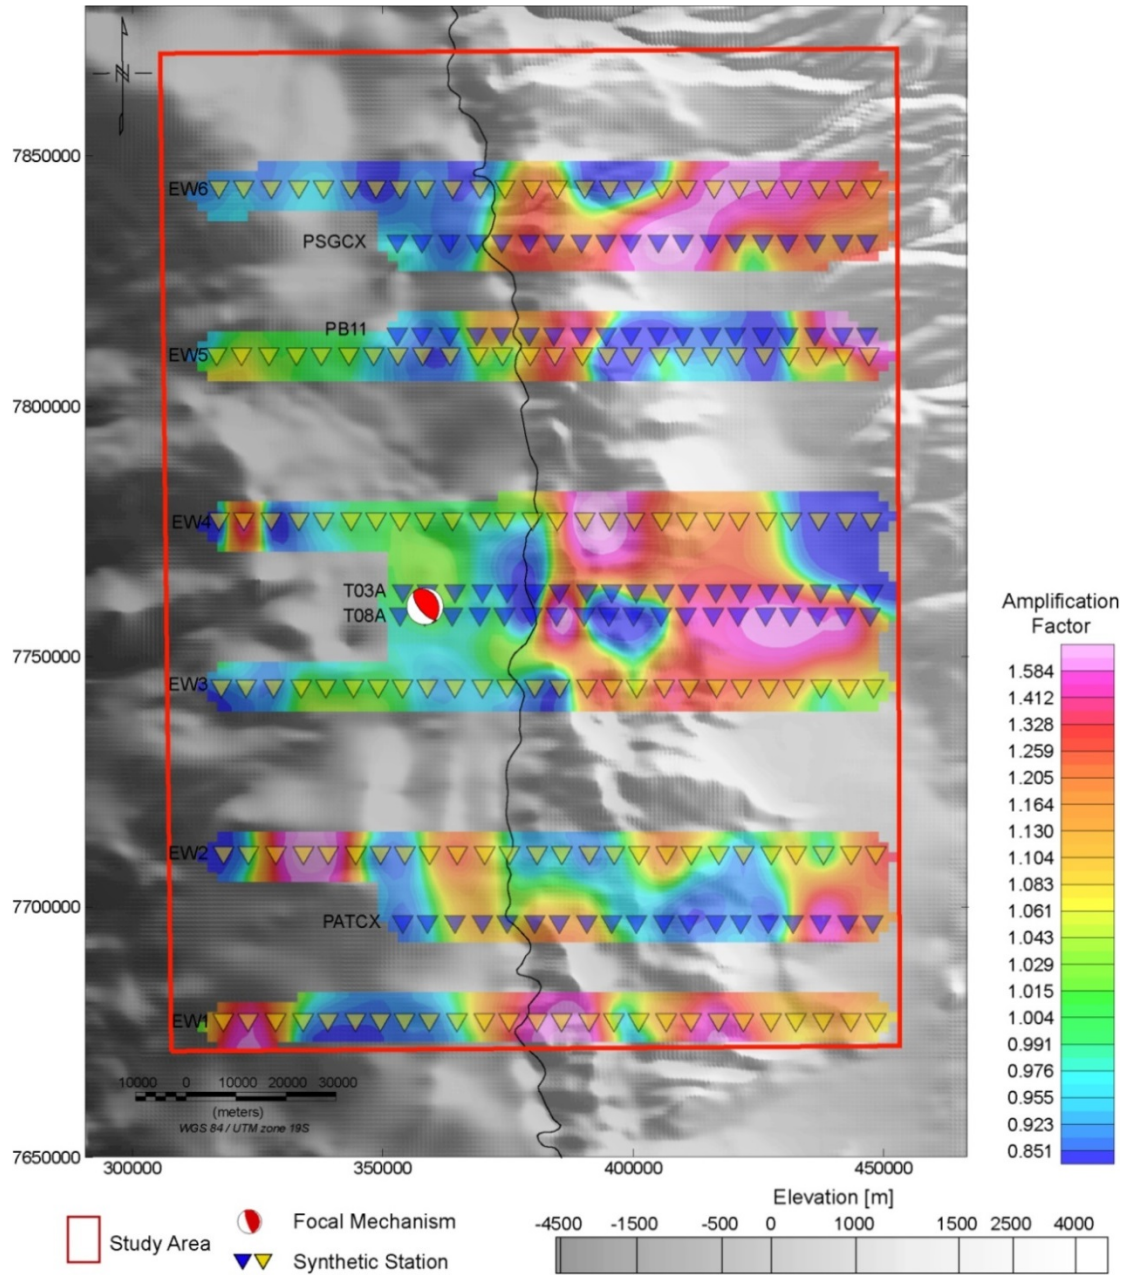 N
7850000
EW6
PSGCX
PB11
EW5
7800000
EW4
T03A
T08A
7750000
EW3
EW2
7700000
PATCX
EW1
10000 0 10000 20000 30000
(meters)
WGS 84 / UTM zone 19S
7650000
300000 350000 400000 450000
Amplification
Factor
1.584
1.412
1.328
1.259
1.205
1.164
1.130
1.104
1.083
1.061
1.043
1.029
1.015
1.004
0.991
0.976
0.955
0.923
0.851
Study Area
Focal Mechanism
Synthetic Station
Elevation [m]
-4500 -1500 -500 0 1000 1500 2500 4000